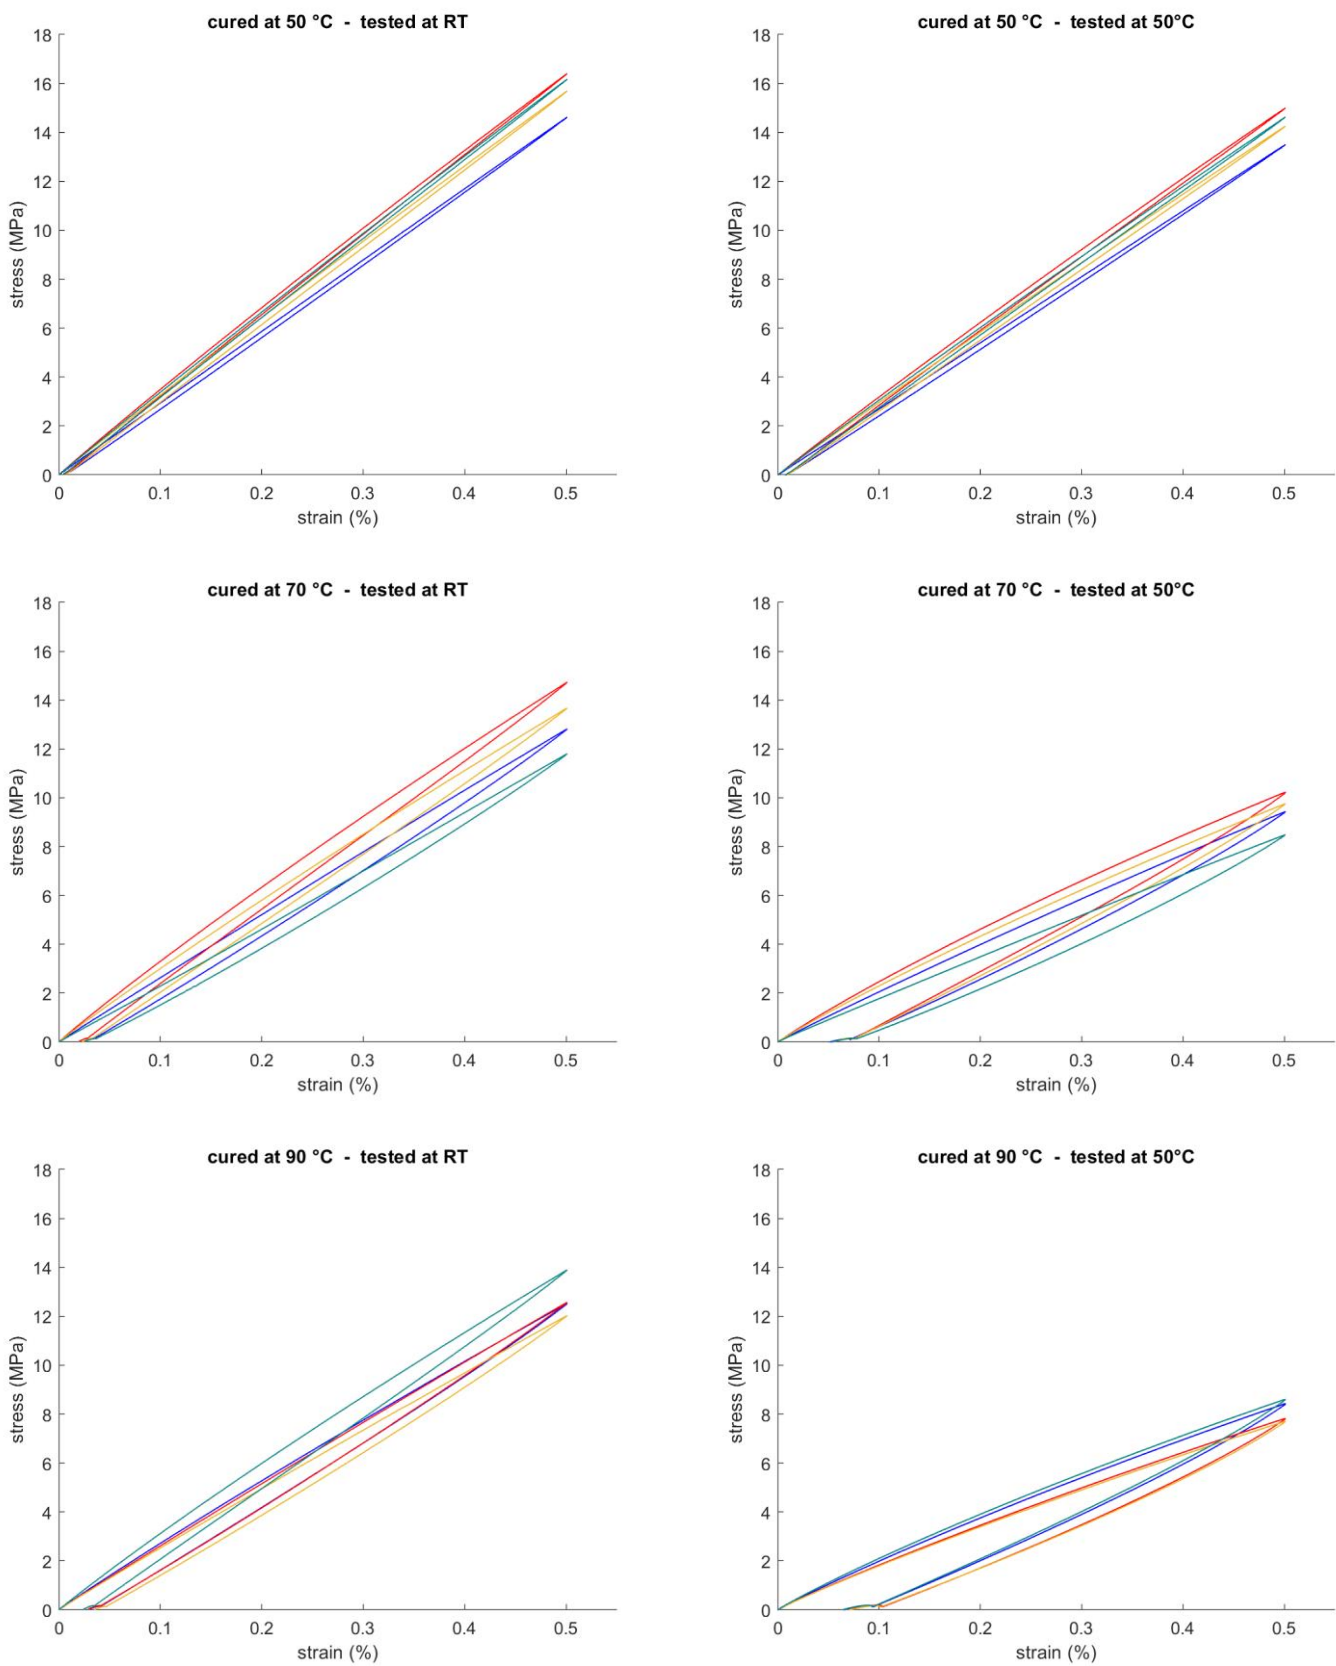 cured at 50 °C - tested at RT
18
16
14
12
10
8
6
4
2
0
stress (MPa)
0 0.1 0.2 0.3 0.4 0.5
strain (%)
cured at 50 °C - tested at 50°C
18
16
14
12
10
8
6
4
2
0
stress (MPa)
0 0.1 0.2 0.3 0.4 0.5
strain (%)
cured at 70 °C - tested at RT
18
16
14
12
10
8
6
4
2
0
stress (MPa)
0 0.1 0.2 0.3 0.4 0.5
strain (%)
cured at 70 °C - tested at 50°C
18
16
14
12
10
8
6
4
2
0
stress (MPa)
0 0.1 0.2 0.3 0.4 0.5
strain (%)
cured at 90 °C - tested at RT
18
16
14
12
10
8
6
4
2
0
stress (MPa)
0 0.1 0.2 0.3 0.4 0.5
strain (%)
cured at 90 °C - tested at 50°C
18
16
14
12
10
8
6
4
2
0
stress (MPa)
0 0.1 0.2 0.3 0.4 0.5
strain (%)